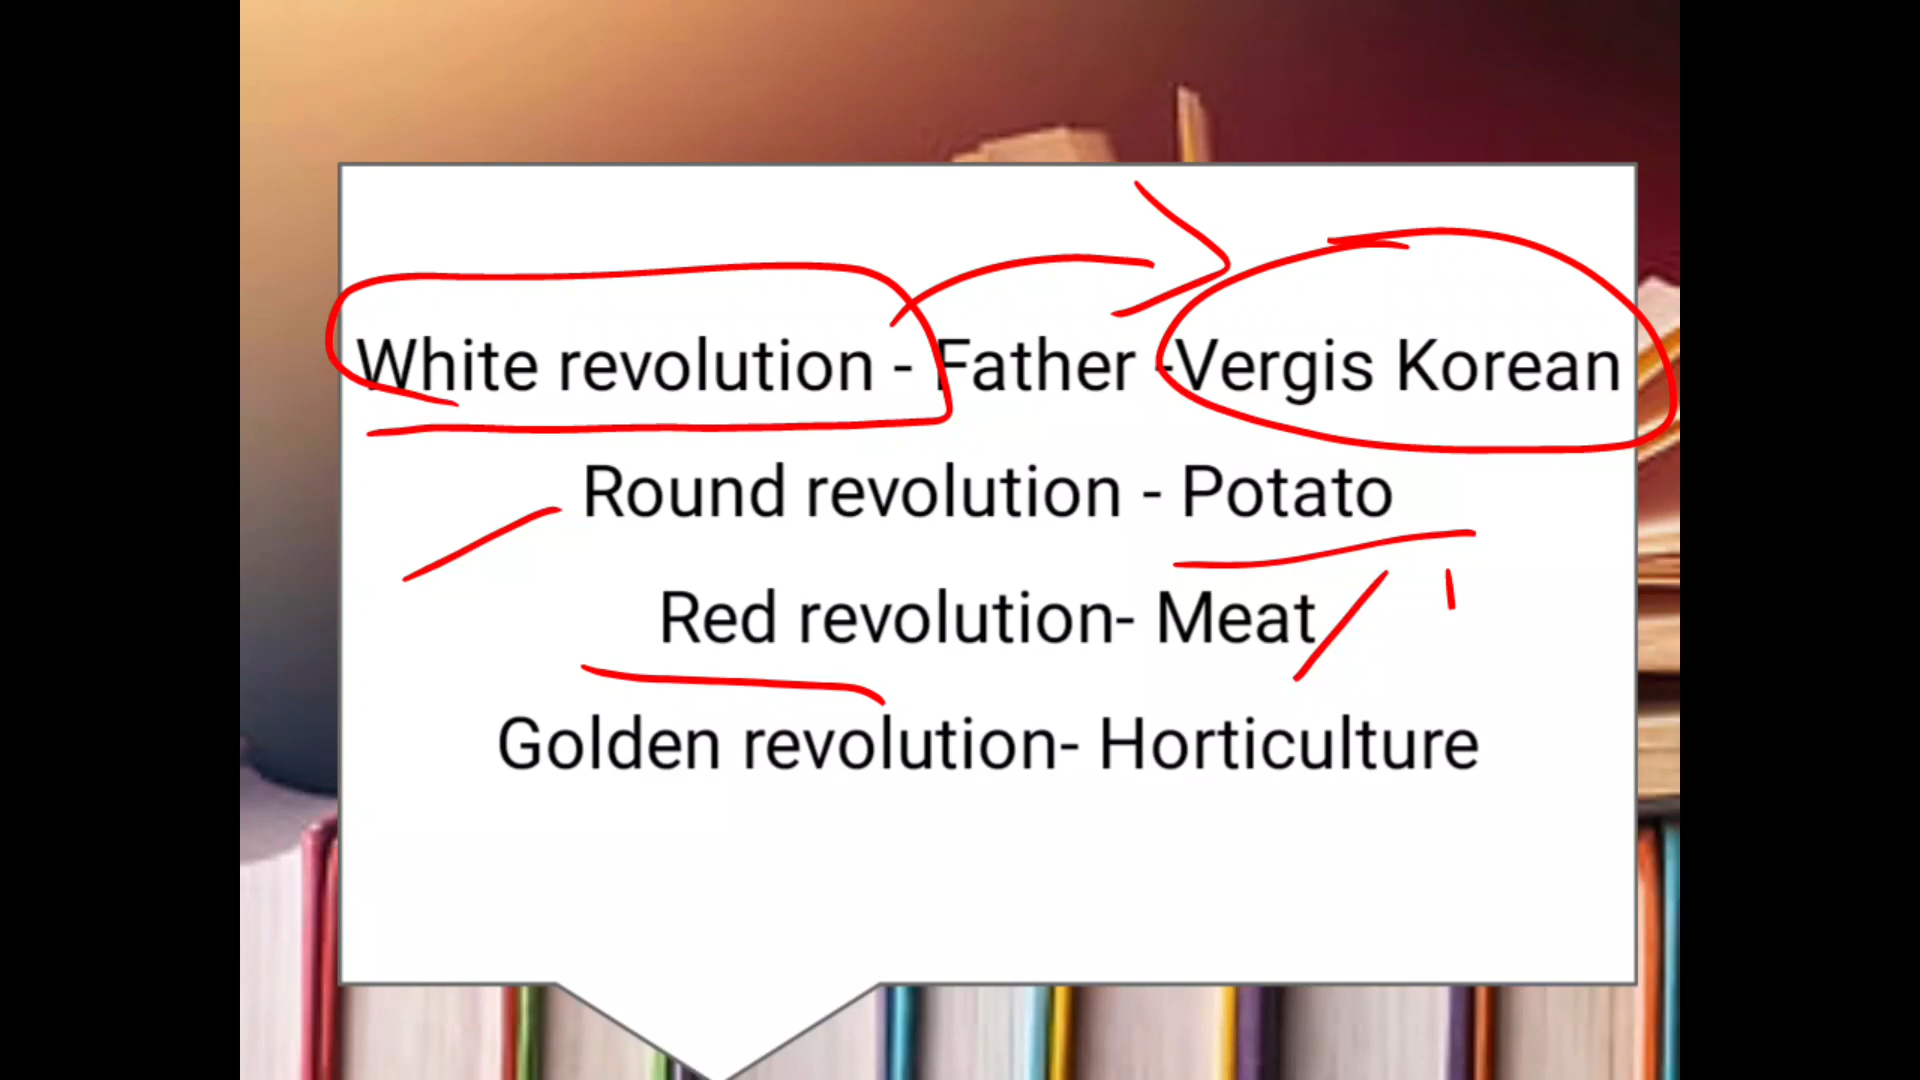 White revolution - Father -Vergis Korean
Round revolution - Potato
Red revolution- Meat
Golden revolution- Horticulture